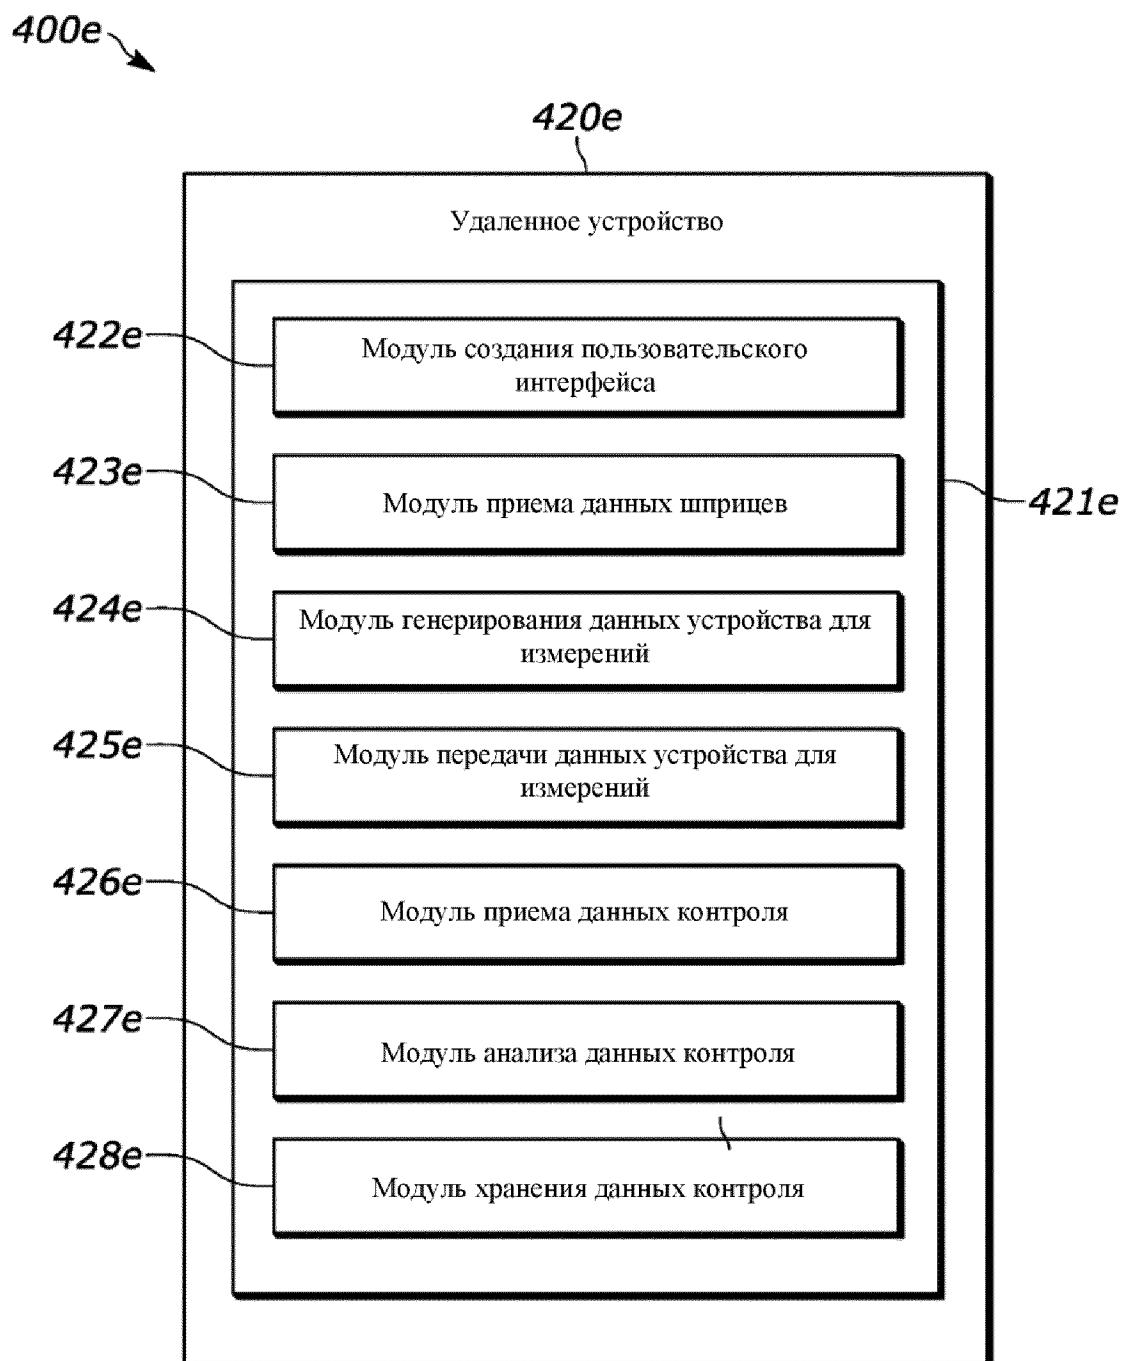 400e
420e
Удаленное устройство
422e
Модуль создания пользовательского
интерфейса
423e
Модуль приема данных шприцев
421e
424e
Модуль генерирования данных устройства для
измерений
425e
Модуль передачи данных устройства для
измерений
426e
Модуль приема данных контроля
427e
Модуль анализа данных контроля
428e
Модуль хранения данных контроля